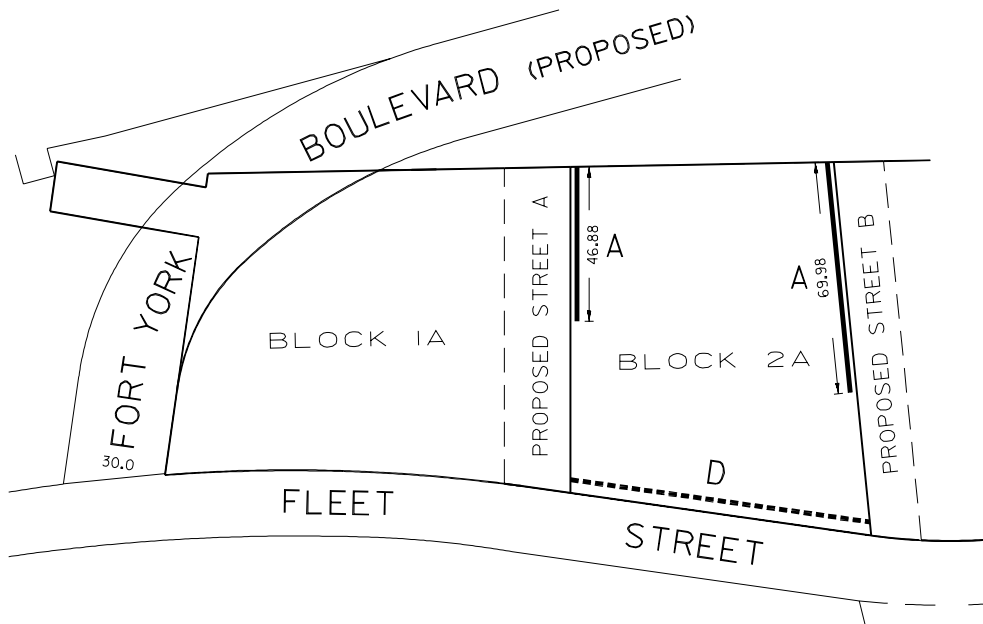 BOULEVARD (PROPOSED)
FORT YORK
30.0
BLOCK 1A
PROPOSED STREET A
46.88
A
A
69.98
BLOCK 2A
PROPOSED STREET B
D
FLEET
STREET